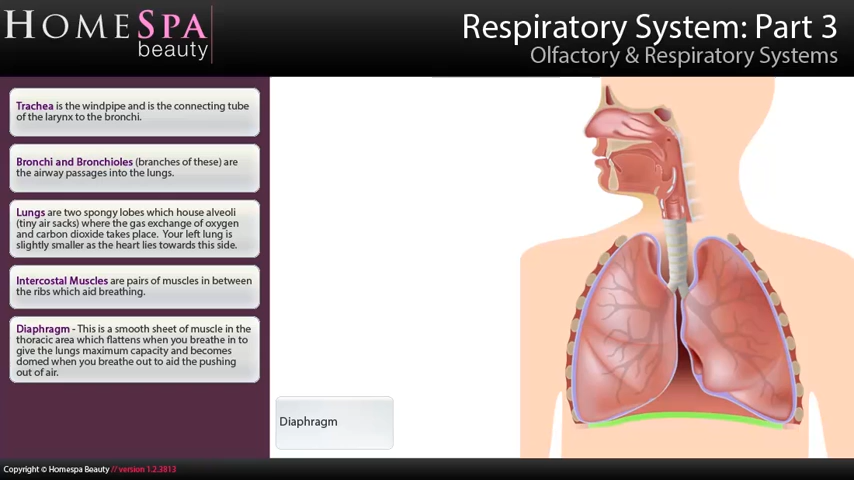 HOMESPA
beauty
Respiratory System: Part 3
Olfactory & Respiratory Systems
Trachea is the windpipe and is the connecting tube
of the larynx to the bronchi.
Bronchi and Bronchioles (branches of these) are
the airway passages into the lungs.
Lungs are two spongy lobes which house alveoli
(tiny air sacks) where the gas exchange of oxygen
and carbon dioxide takes place. Your left lung is
slightly smaller as the heart lies towards this side.
Intercostal Muscles are pairs of muscles in between
the ribs which aid breathing.
Diaphragm - This is a smooth sheet of muscle in the
thoracic area which flattens when you breathe in to
give the lungs maximum capacity and becomes
domed when you breathe out to aid the pushing
out of air.
Diaphragm
Copyright © Homespa Beauty // version 1.2.3813